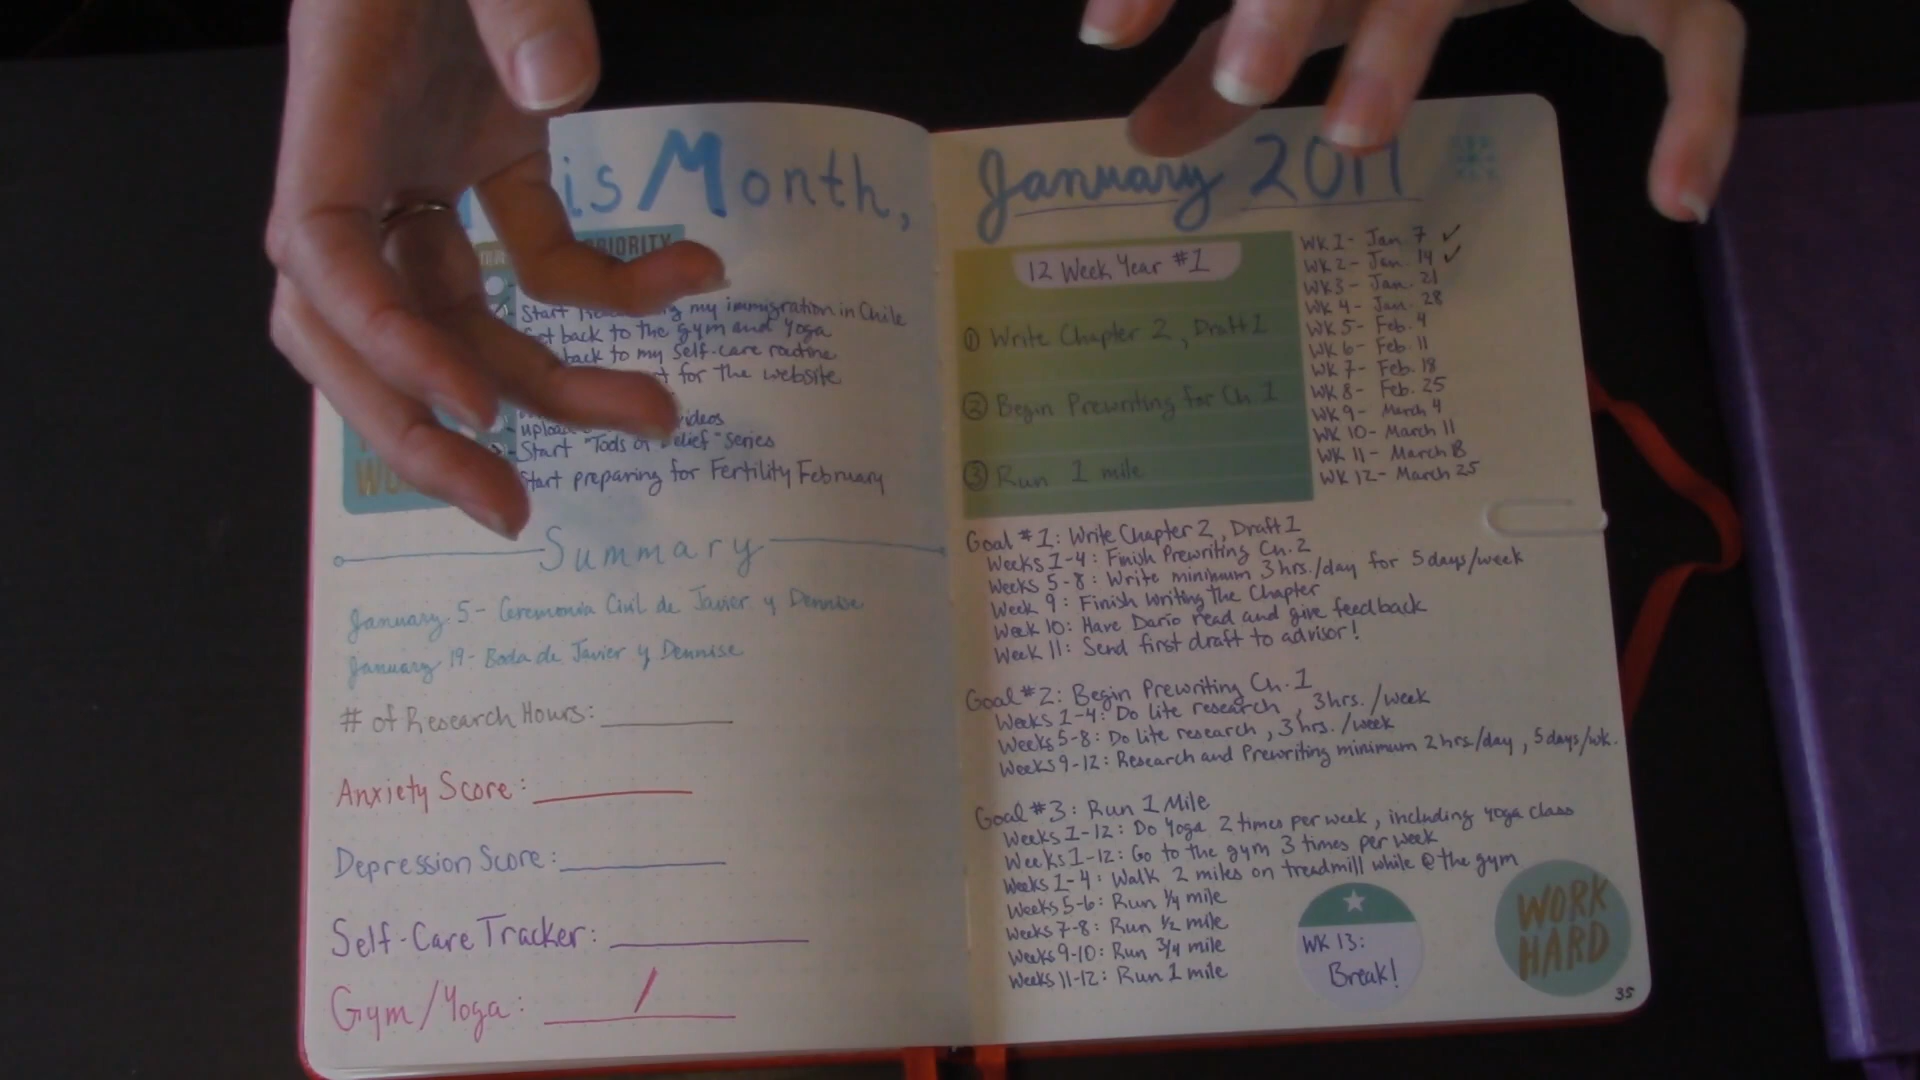 is Month,
PRIORITY
Start my immigration in Chile
back to the gym and Yoga
back to my self-care routine
for the website
videos
upload
Start "Tools of Relief" series
Start preparing for Fertility February
Summary
January 5 - Ceremonia Civil de Javier y Dennise
January 19 - Boda de Javier y Dennise
# of Research Hours:
Anxiety Score:
Depression Score:
Self-Care Tracker:
Gym/Yoga: /
January 2019
12 Week Year #1
① Write Chapter 2, Draft 1
② Begin Prewriting for Ch 1
③ Run 1 mile
WK 1- Jan. 7 ✓
WK 2- Jan. 14 ✓
WK 3- Jan. 21
WK 4- Jan. 28
WK 5- Feb. 4
WK 6- Feb. 11
WK 7- Feb. 18
WK 8- Feb. 25
WK 9- March 4
WK 10- March 11
WK 11- March 18
WK 12- March 25
Goal #1: Write Chapter 2, Draft 1
Weeks 1-4: Finish Prewriting Ch. 2
Weeks 5-8: Write minimum 3 hrs./day for 5 days/week
Week 9: Finish writing the Chapter
Week 10: Have Darío read and give feedback
Week 11: Send first draft to advisor!
Goal #2: Begin Prewriting Ch. 1
Weeks 1-4: Do lite research, 3 hrs. /week
Weeks 5-8: Do lite research, 3 hrs. /week
Weeks 9-12: Research and Prewriting minimum 2 hrs/day, 5 days/wk.
Goal #3: Run 1 Mile
Weeks 1-12: Do Yoga 2 times per week, including yoga class
Weeks 1-12: Go to the gym 3 times per week
Weeks 1-4: Walk 2 miles on treadmill while @ the gym
Weeks 5-6: Run 1/4 mile
Weeks 7-8: Run 1/2 mile
Weeks 9-10: Run 3/4 mile
Weeks 11-12: Run 1 mile
WK 13:
Break!
WORK
HARD
35